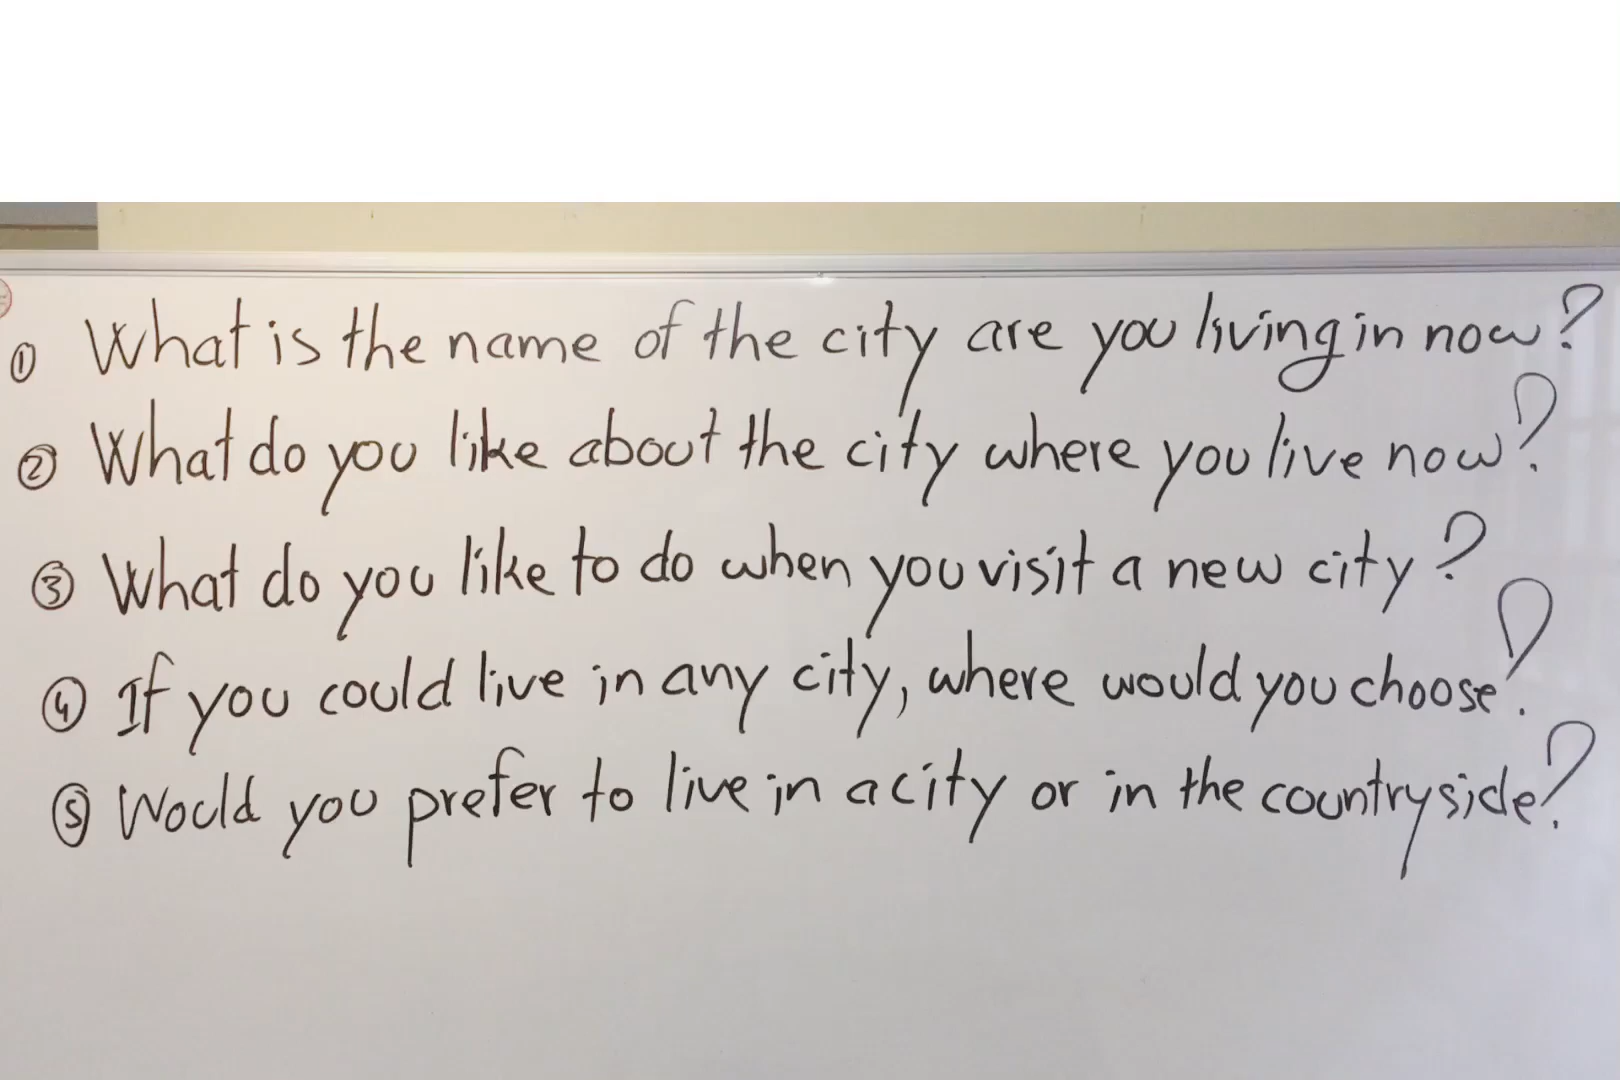 ① What is the name of the city are you living in now?
② What do you like about the city where you live now?
③ What do you like to do when you visit a new city?
④ If you could live in any city, where would you choose?
⑤ Would you prefer to live in a city or in the countryside?